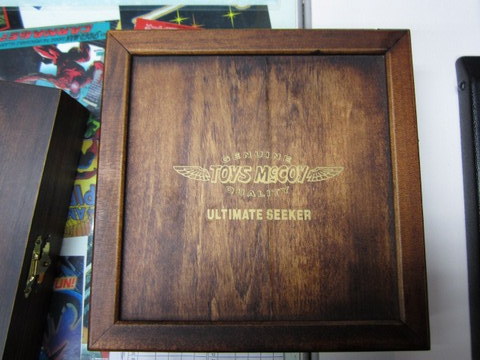 GENUINE
TOYS McCOY
QUALITY
ULTIMATE SEEKER